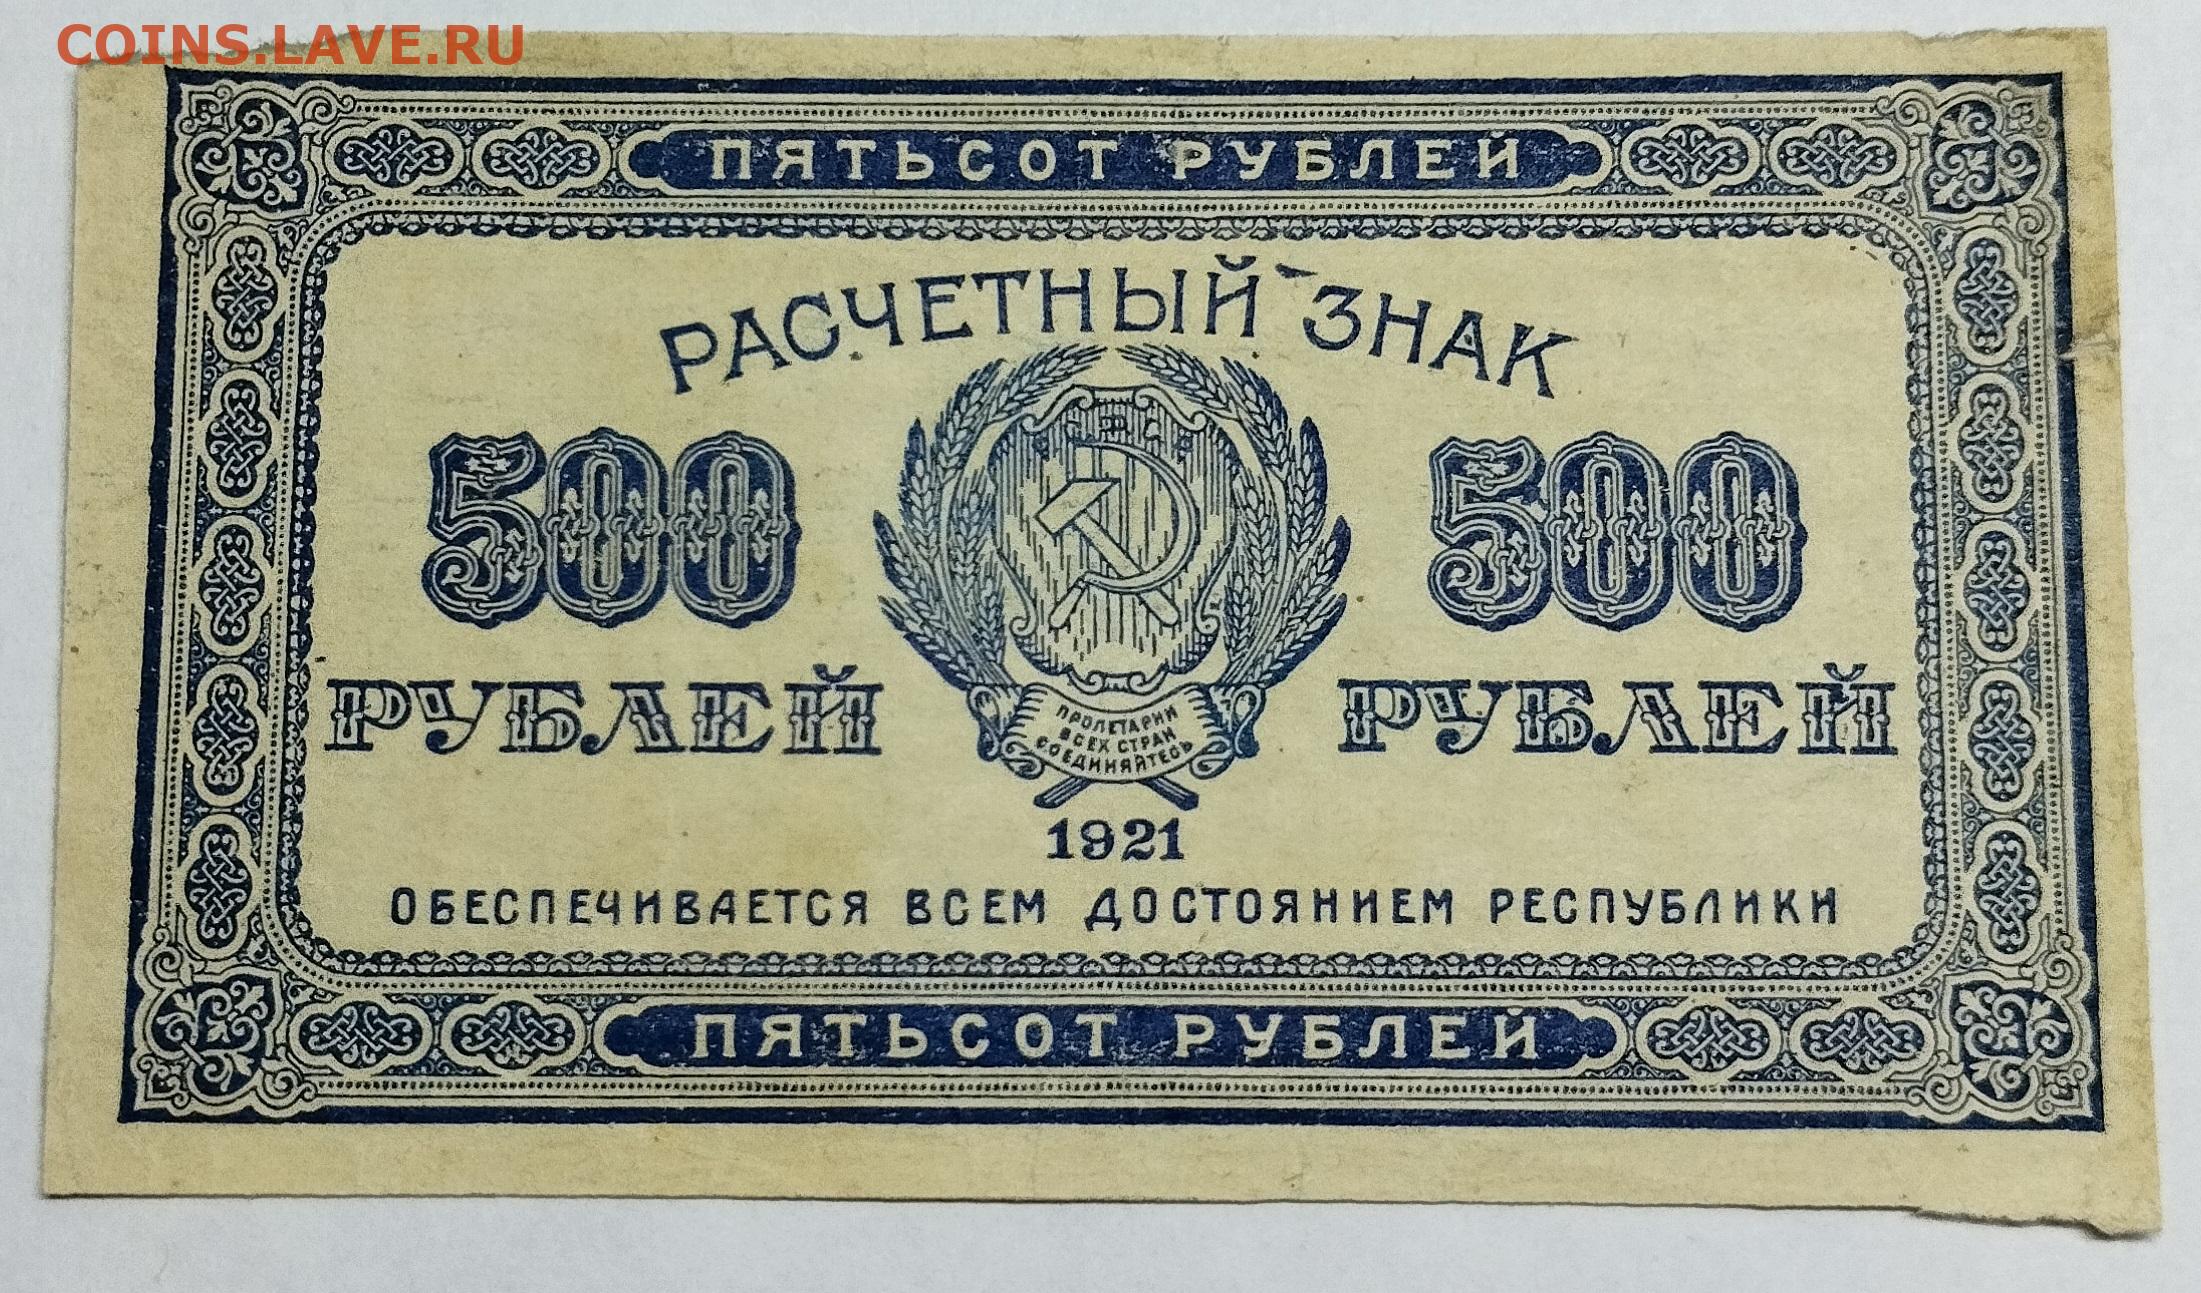 COINS.LAVE.RU
ПЯТЬСОТ РУБЛЕЙ
РАСЧЕТНЫЙ ЗНАК
Р.С.Ф.С.Р.
500 500
РУБЛЕЙ РУБЛЕЙ
ПРОЛЕТАРИИ
ВСЕХ СТРАН
СОЕДИНЯЙТЕСЬ
1921
ОБЕСПЕЧИВАЕТСЯ ВСЕМ ДОСТОЯНИЕМ РЕСПУБЛИКИ
ПЯТЬСОТ РУБЛЕЙ